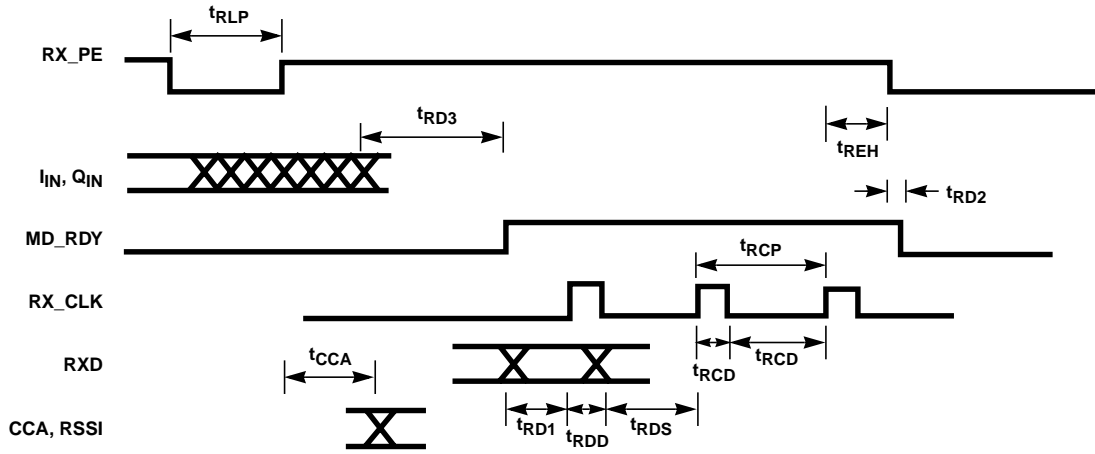 tRLP
RX_PE
tRD3
tREH
IIN, QIN
tRD2
MD_RDY
tRCP
RX_CLK
tCCA
RXD
tRCD
tRCD
CCA, RSSI
tRD1
tRDD
tRDS